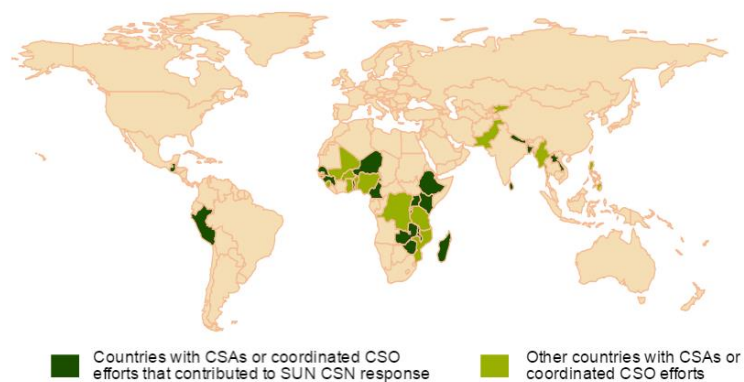 Countries with CSAs or coordinated CSO
efforts that contributed to SUN CSN response
Other countries with CSAs or
coordinated CSO efforts